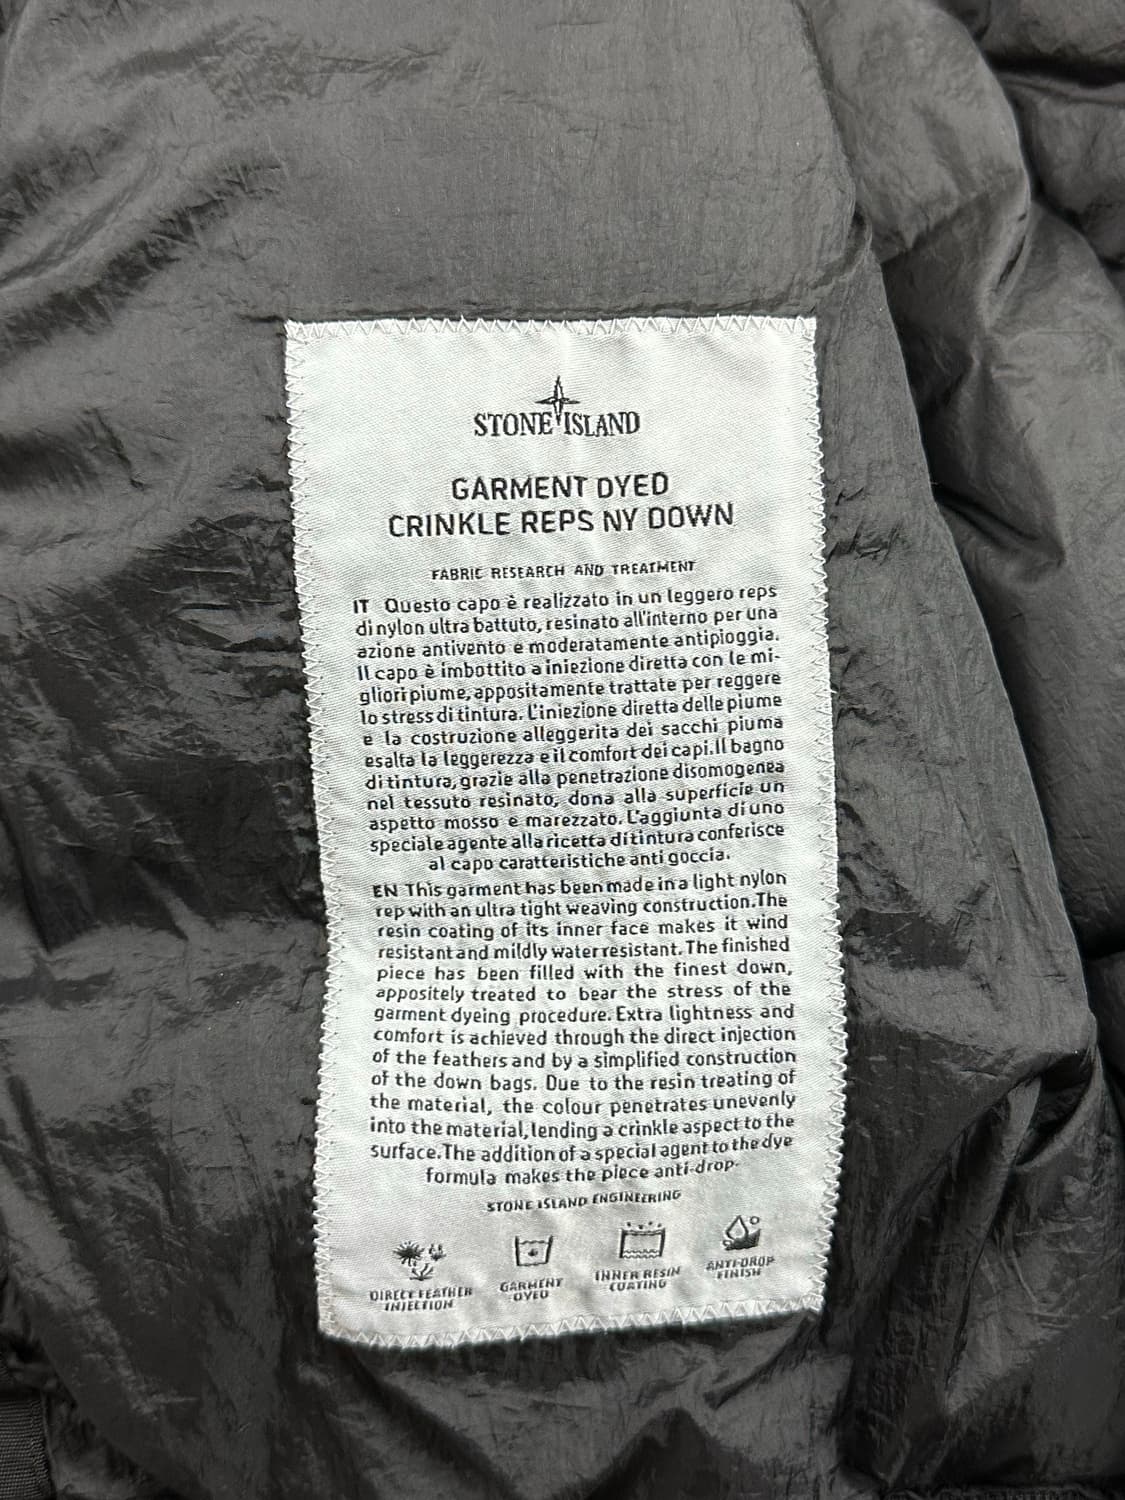 STONE ISLAND
GARMENT DYED
CRINKLE REPS NY DOWN
FABRIC RESEARCH AND TREATMENT
IT Questo capo è realizzato in un leggero reps
di nylon ultra battuto, resinato all'interno per una
azione antivento e moderatamente antipioggia.
Il capo è imbottito a iniezione diretta con le mi-
gliori piume, appositamente trattate per reggere
lo stress di tintura. L'iniezione diretta delle piume
e la costruzione alleggerita dei sacchi piuma
esalta la leggerezza e il comfort dei capi. Il bagno
di tintura, grazie alla penetrazione disomogenea
nel tessuto resinato, dona alla superficie un
aspetto mosso e marezzato. L'aggiunta di uno
speciale agente alla ricetta di tintura conferisce
al capo caratteristiche anti goccia.
EN This garment has been made in a light nylon
rep with an ultra tight weaving construction. The
resin coating of its inner face makes it wind
resistant and mildly water resistant. The finished
piece has been filled with the finest down,
appositely treated to bear the stress of the
garment dyeing procedure. Extra lightness and
comfort is achieved through the direct injection
of the feathers and by a simplified construction
of the down bags. Due to the resin treating of
the material, the colour penetrates unevenly
into the material, lending a crinkle aspect to the
surface. The addition of a special agent to the dye
formula makes the piece anti-drop.
STONE ISLAND ENGINEERING
DIRECT FEATHER
INJECTION
GARMENT
DYED
INNER RESIN
COATING
ANTI-DROP
FINISH